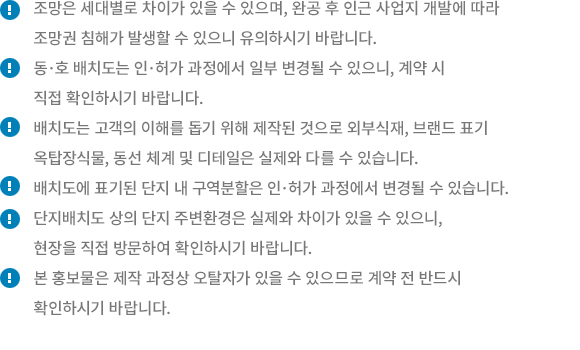 조망은 세대별로 차이가 있을 수 있으며, 완공 후 인근 사업지 개발에 따라
조망권 침해가 발생할 수 있으니 유의하시기 바랍니다.
동·호 배치도는 인·허가 과정에서 일부 변경될 수 있으니, 계약 시
직접 확인하시기 바랍니다.
배치도는 고객의 이해를 돕기 위해 제작된 것으로 외부식재, 브랜드 표기
옥탑장식물, 동선 체계 및 디테일은 실제와 다를 수 있습니다.
배치도에 표기된 단지 내 구역분할은 인·허가 과정에서 변경될 수 있습니다.
단지배치도 상의 단지 주변환경은 실제와 차이가 있을 수 있으니,
현장을 직접 방문하여 확인하시기 바랍니다.
본 홍보물은 제작 과정상 오탈자가 있을 수 있으므로 계약 전 반드시
확인하시기 바랍니다.